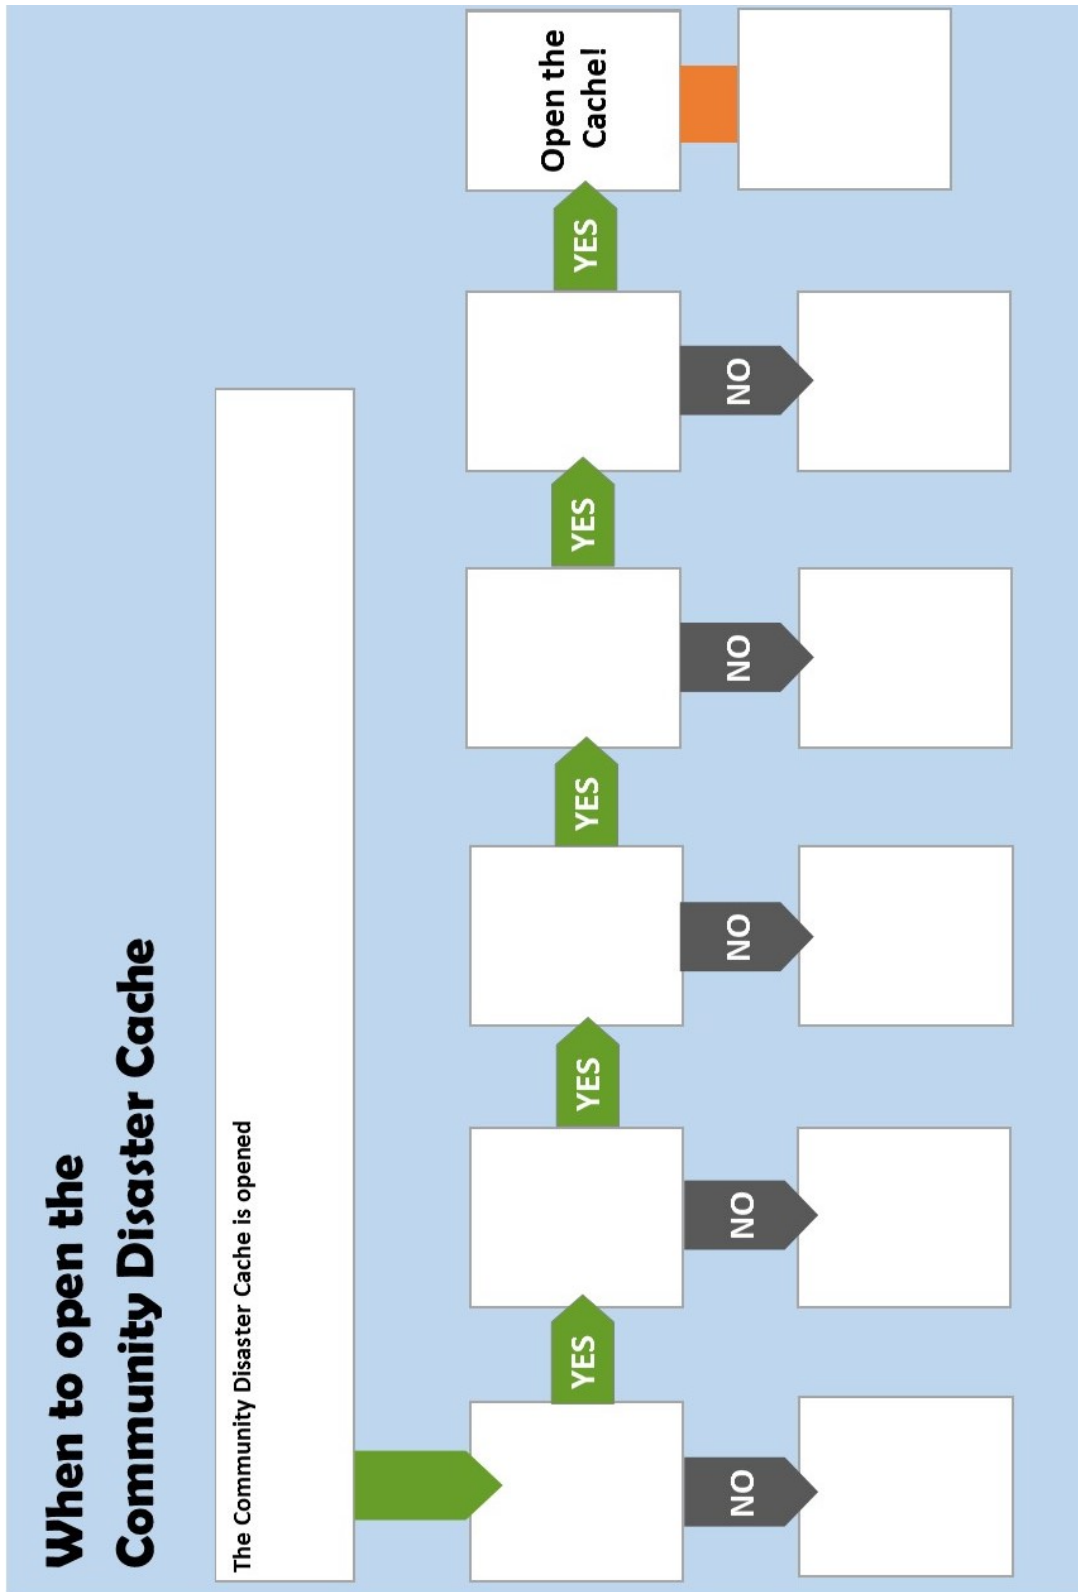 When to open the
Community Disaster Cache
The Community Disaster Cache is opened
YES
YES
YES
YES
YES
Open the
Cache!
NO
NO
NO
NO
NO